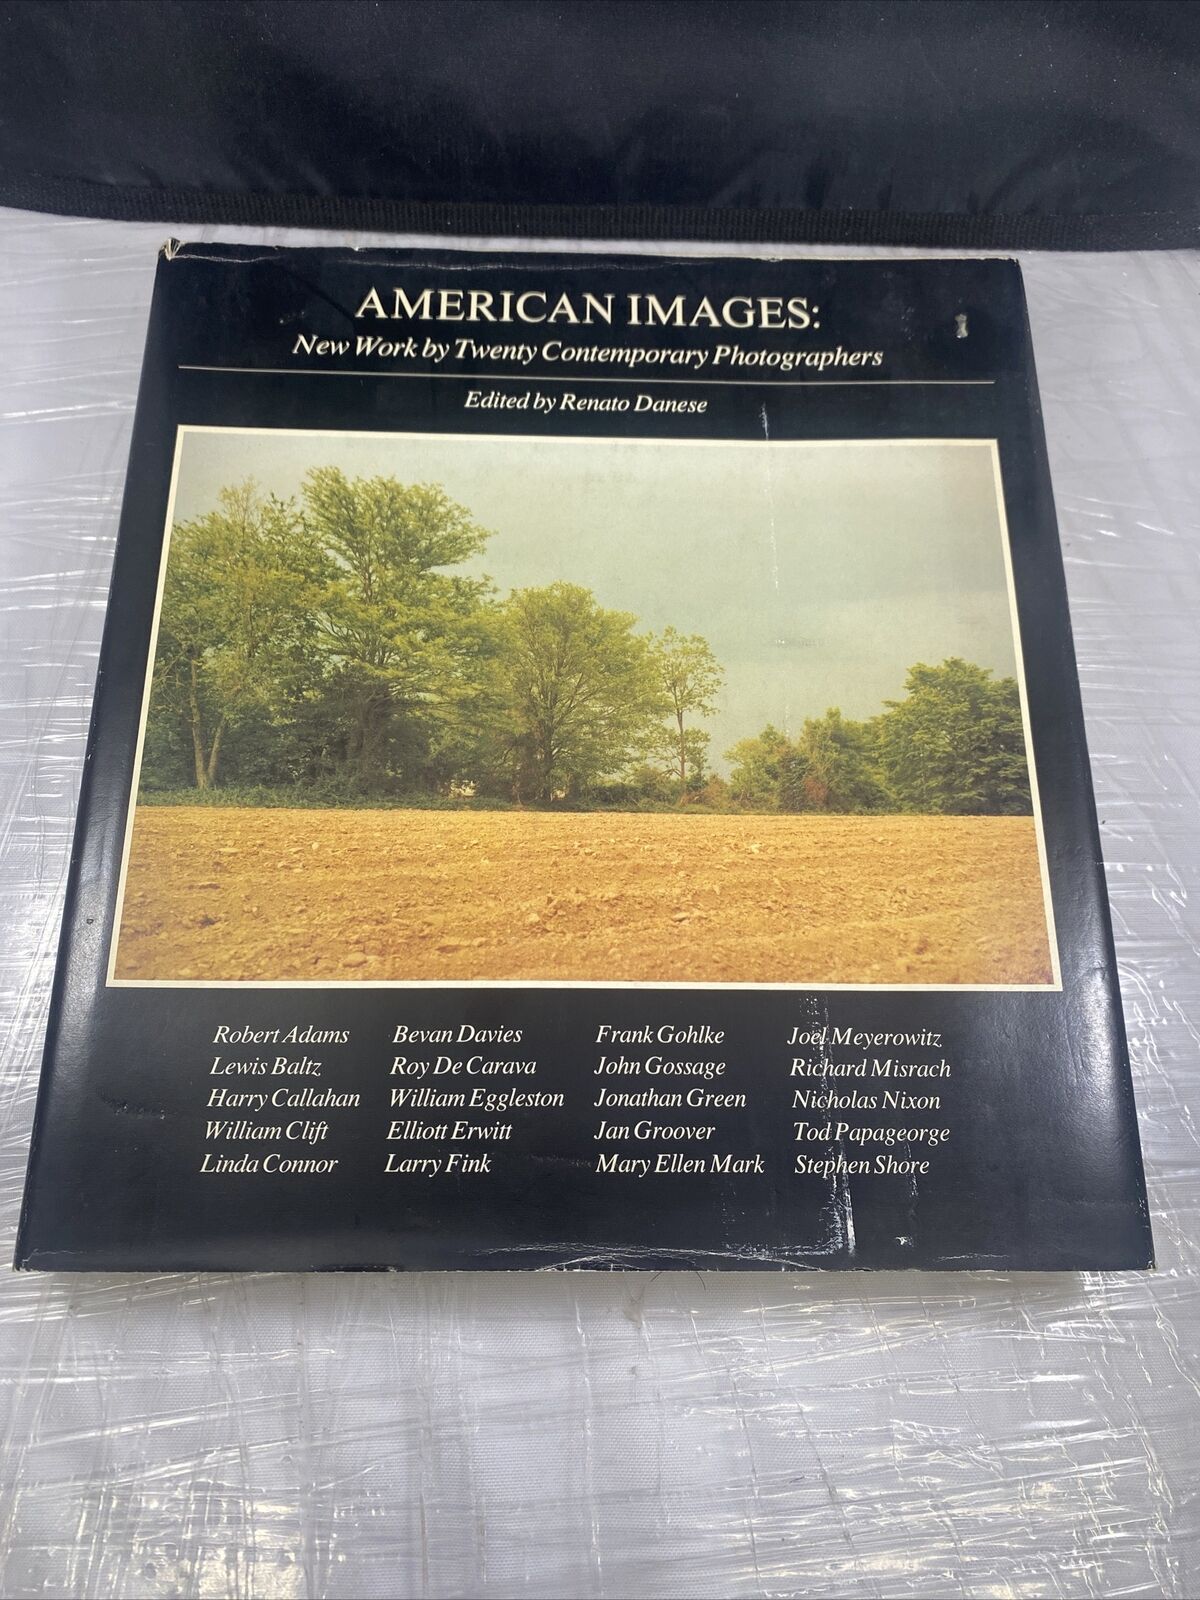 AMERICAN IMAGES:
New Work by Twenty Contemporary Photographers
Edited by Renato Danese
Robert Adams
Lewis Baltz
Harry Callahan
William Clift
Linda Connor
Bevan Davies
Roy De Carava
William Eggleston
Elliott Erwitt
Larry Fink
Frank Gohlke
John Gossage
Jonathan Green
Jan Groover
Mary Ellen Mark
Joel Meyerowitz
Richard Misrach
Nicholas Nixon
Tod Papageorge
Stephen Shore